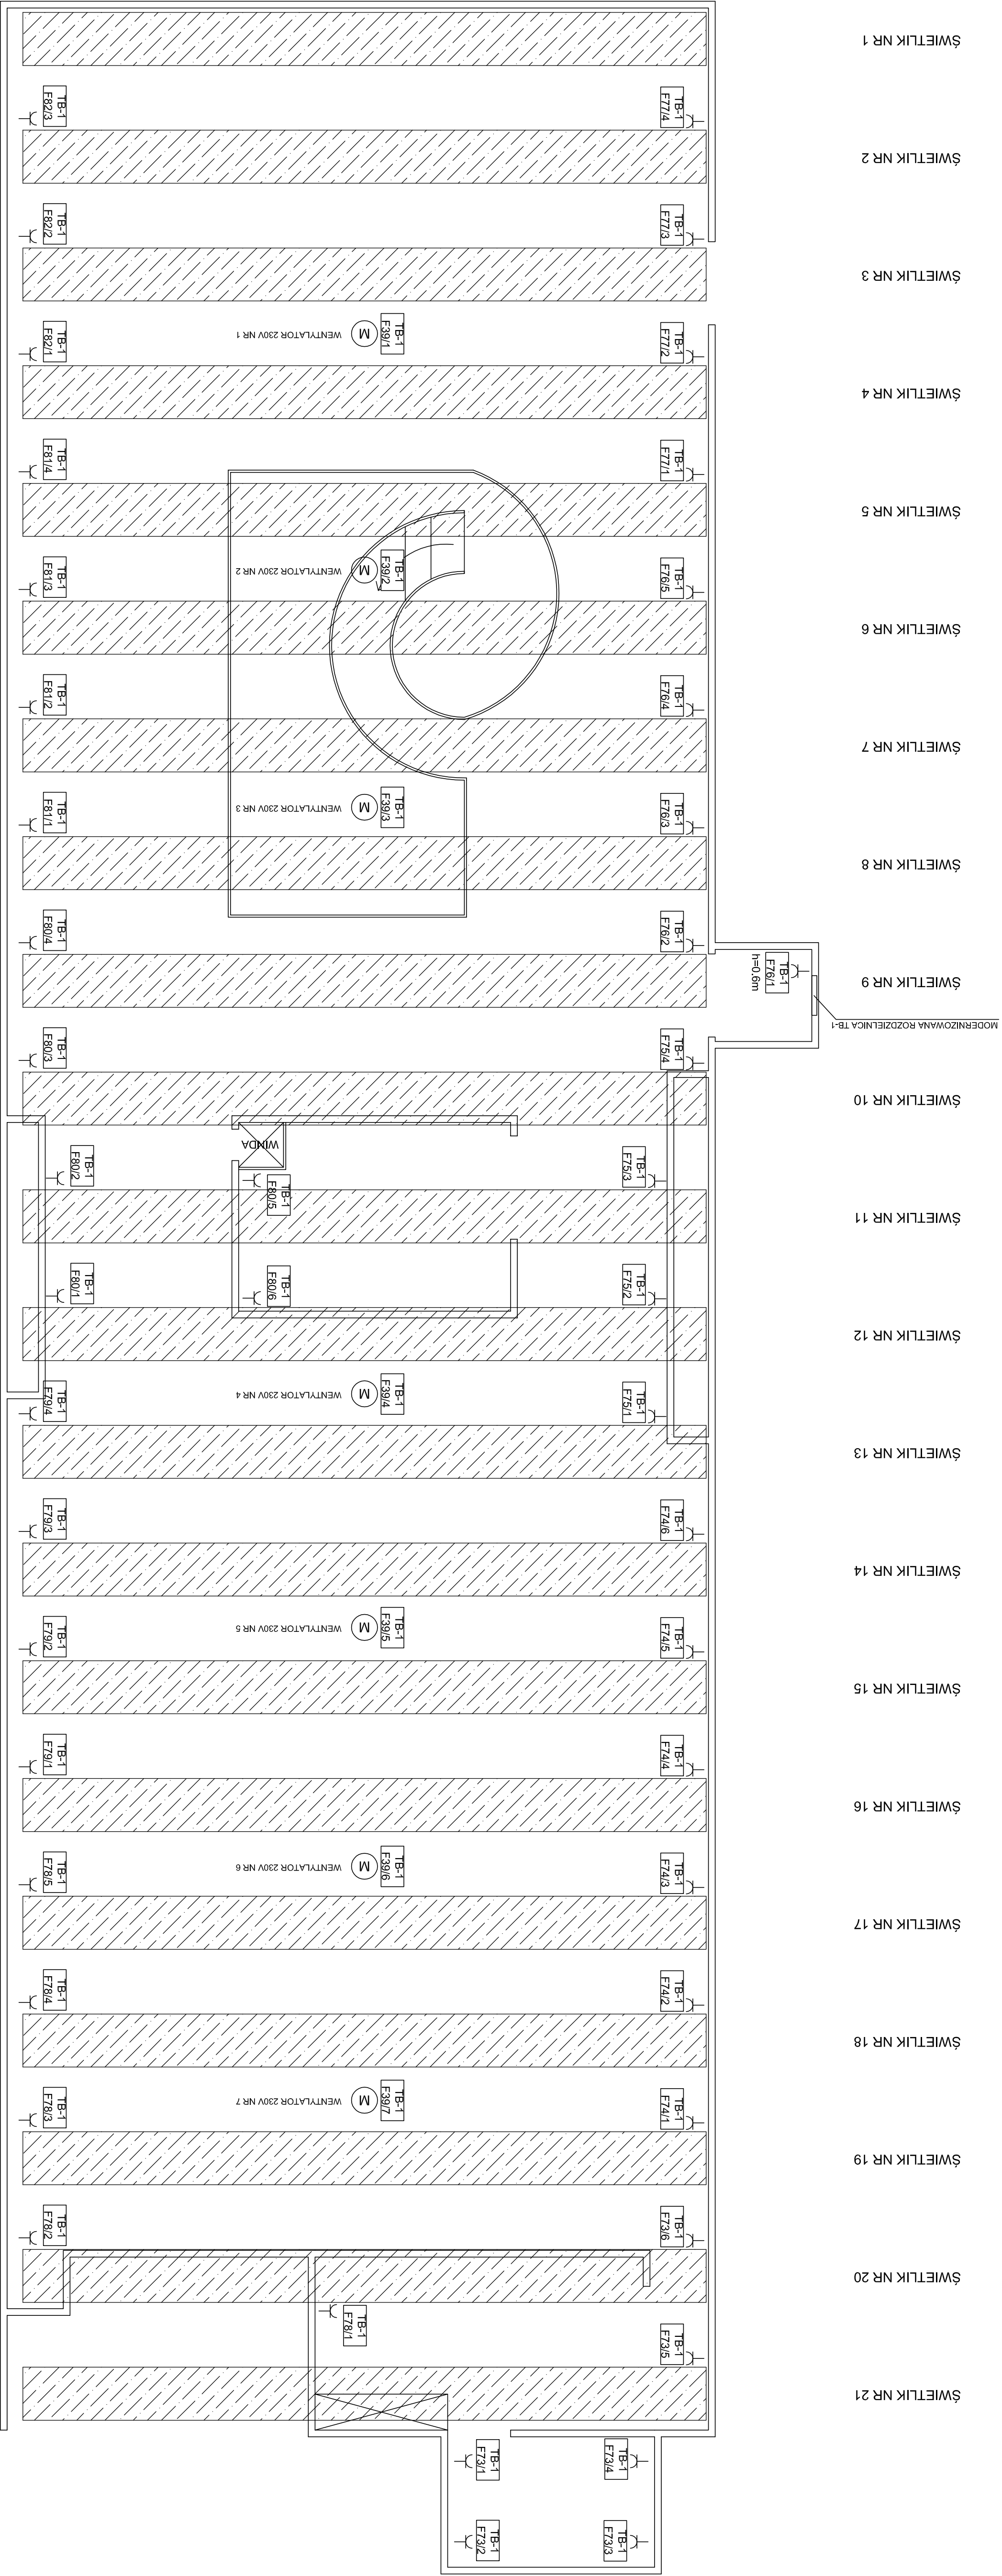 ŚWIETLIK NR 1
TB-1
F82/3
TB-1
F77/4
ŚWIETLIK NR 2
TB-1
F82/2
TB-1
F77/3
ŚWIETLIK NR 3
TB-1
F82/1
WENTYLATOR 230V NR 1
M
TB-1
F39/1
TB-1
F77/2
ŚWIETLIK NR 4
TB-1
F81/4
TB-1
F77/1
ŚWIETLIK NR 5
TB-1
F81/3
WENTYLATOR 230V NR 2
M
TB-1
F39/2
TB-1
F76/5
ŚWIETLIK NR 6
TB-1
F81/2
TB-1
F76/4
ŚWIETLIK NR 7
TB-1
F81/1
WENTYLATOR 230V NR 3
M
TB-1
F39/3
TB-1
F76/3
ŚWIETLIK NR 8
TB-1
F80/4
TB-1
F76/2
TB-1
F76/1
h=0,6m
ŚWIETLIK NR 9
MODERNIZOWANA ROZDZIELNICA TB-1
TB-1
F80/3
TB-1
F75/4
ŚWIETLIK NR 10
WINDA
TB-1
F80/2
TB-1
F80/5
TB-1
F75/3
ŚWIETLIK NR 11
TB-1
F80/1
TB-1
F80/6
TB-1
F75/2
ŚWIETLIK NR 12
TB-1
F79/4
WENTYLATOR 230V NR 4
M
TB-1
F39/4
TB-1
F75/1
ŚWIETLIK NR 13
TB-1
F79/3
TB-1
F74/6
ŚWIETLIK NR 14
TB-1
F79/2
WENTYLATOR 230V NR 5
M
TB-1
F39/5
TB-1
F74/5
ŚWIETLIK NR 15
TB-1
F79/1
TB-1
F74/4
ŚWIETLIK NR 16
TB-1
F78/5
WENTYLATOR 230V NR 6
M
TB-1
F39/6
TB-1
F74/3
ŚWIETLIK NR 17
TB-1
F78/4
TB-1
F74/2
ŚWIETLIK NR 18
TB-1
F78/3
WENTYLATOR 230V NR 7
M
TB-1
F39/7
TB-1
F74/1
ŚWIETLIK NR 19
TB-1
F78/2
TB-1
F73/6
ŚWIETLIK NR 20
TB-1
F78/1
TB-1
F73/5
ŚWIETLIK NR 21
TB-1
F73/1
TB-1
F73/4
TB-1
F73/2
TB-1
F73/3